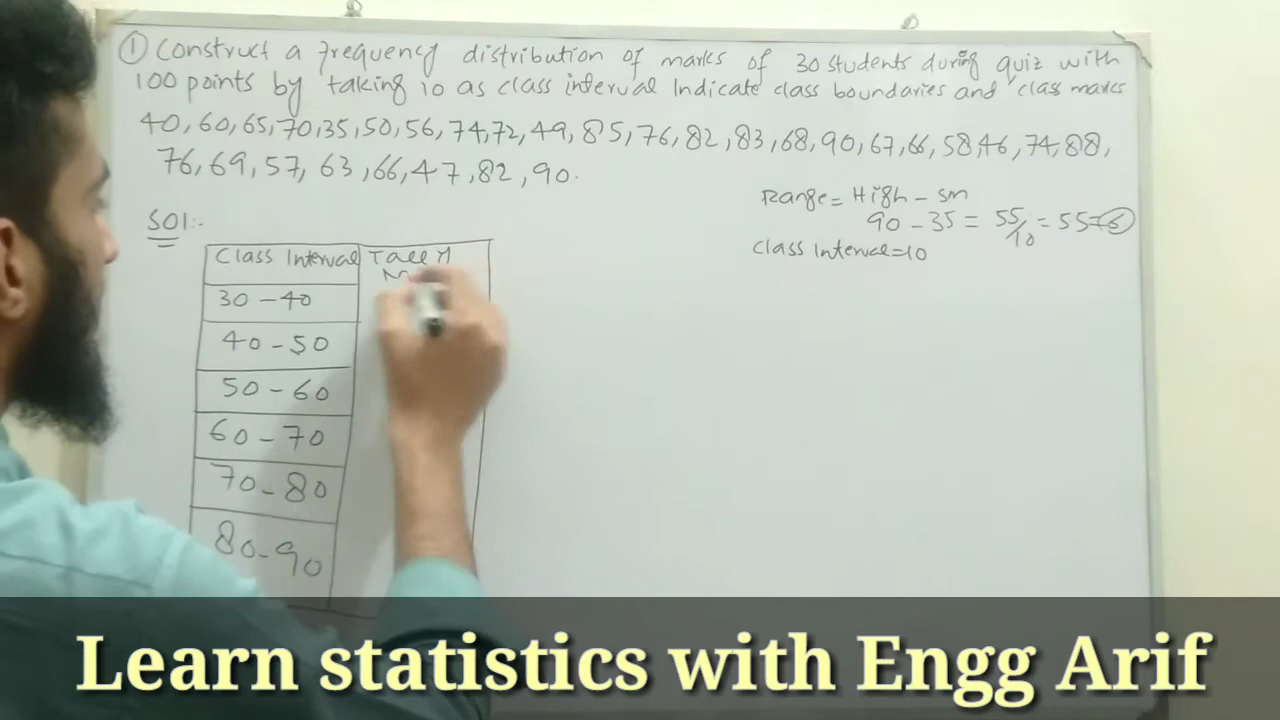 ① Construct a frequency distribution of marks of 30 students during quiz with
100 points by taking 10 as class interval Indicate class boundaries and class marks
40, 60, 65, 70, 35, 50, 56, 74, 72, 49, 85, 76, 82, 83, 68, 90, 67, 66, 58, 46, 74, 88,
76, 69, 57, 63, 66, 47, 82, 90.
Range = High - Sm
90 - 35 = 55/10 = 55
Class Interval = 10
SOl:-
Class Interval
30 - 40
40 - 50
50 - 60
60 - 70
70 - 80
80 - 90
Learn statistics with Engg Arif